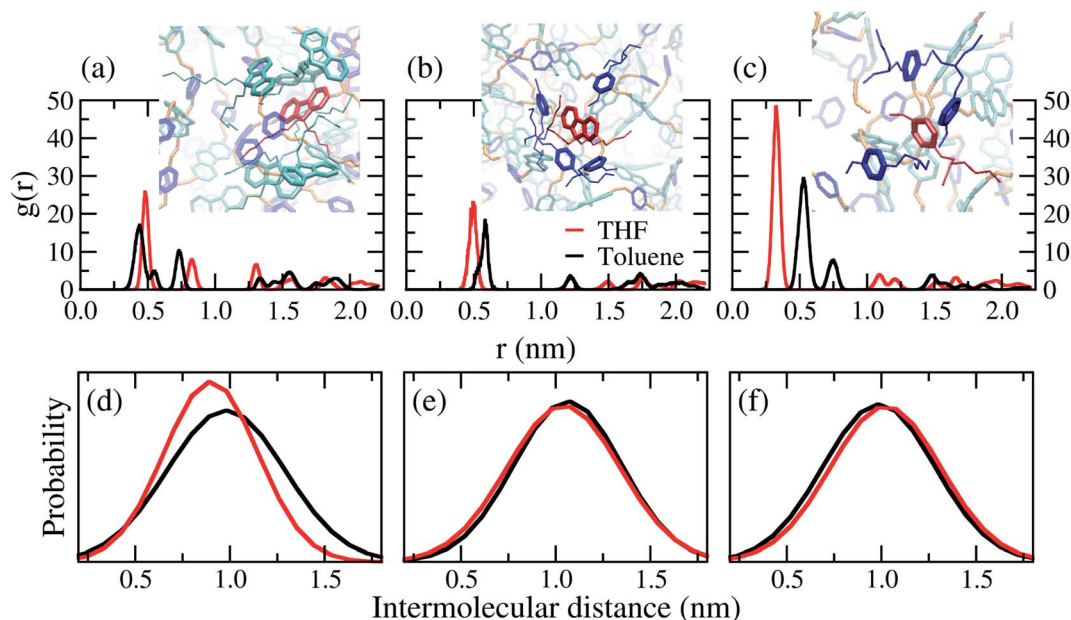 (a) (b) (c)
50 50
40 40
30 30
20 20
10 10
0 0
g(r)
THF
Toluene
0.0 0.5 1.0 1.5 2.0 0.0 0.5 1.0 1.5 2.0 0.0 0.5 1.0 1.5 2.0
r (nm)
(d) (e) (f)
Probability
0.5 1.0 1.5 0.5 1.0 1.5 0.5 1.0 1.5
Intermolecular distance (nm)